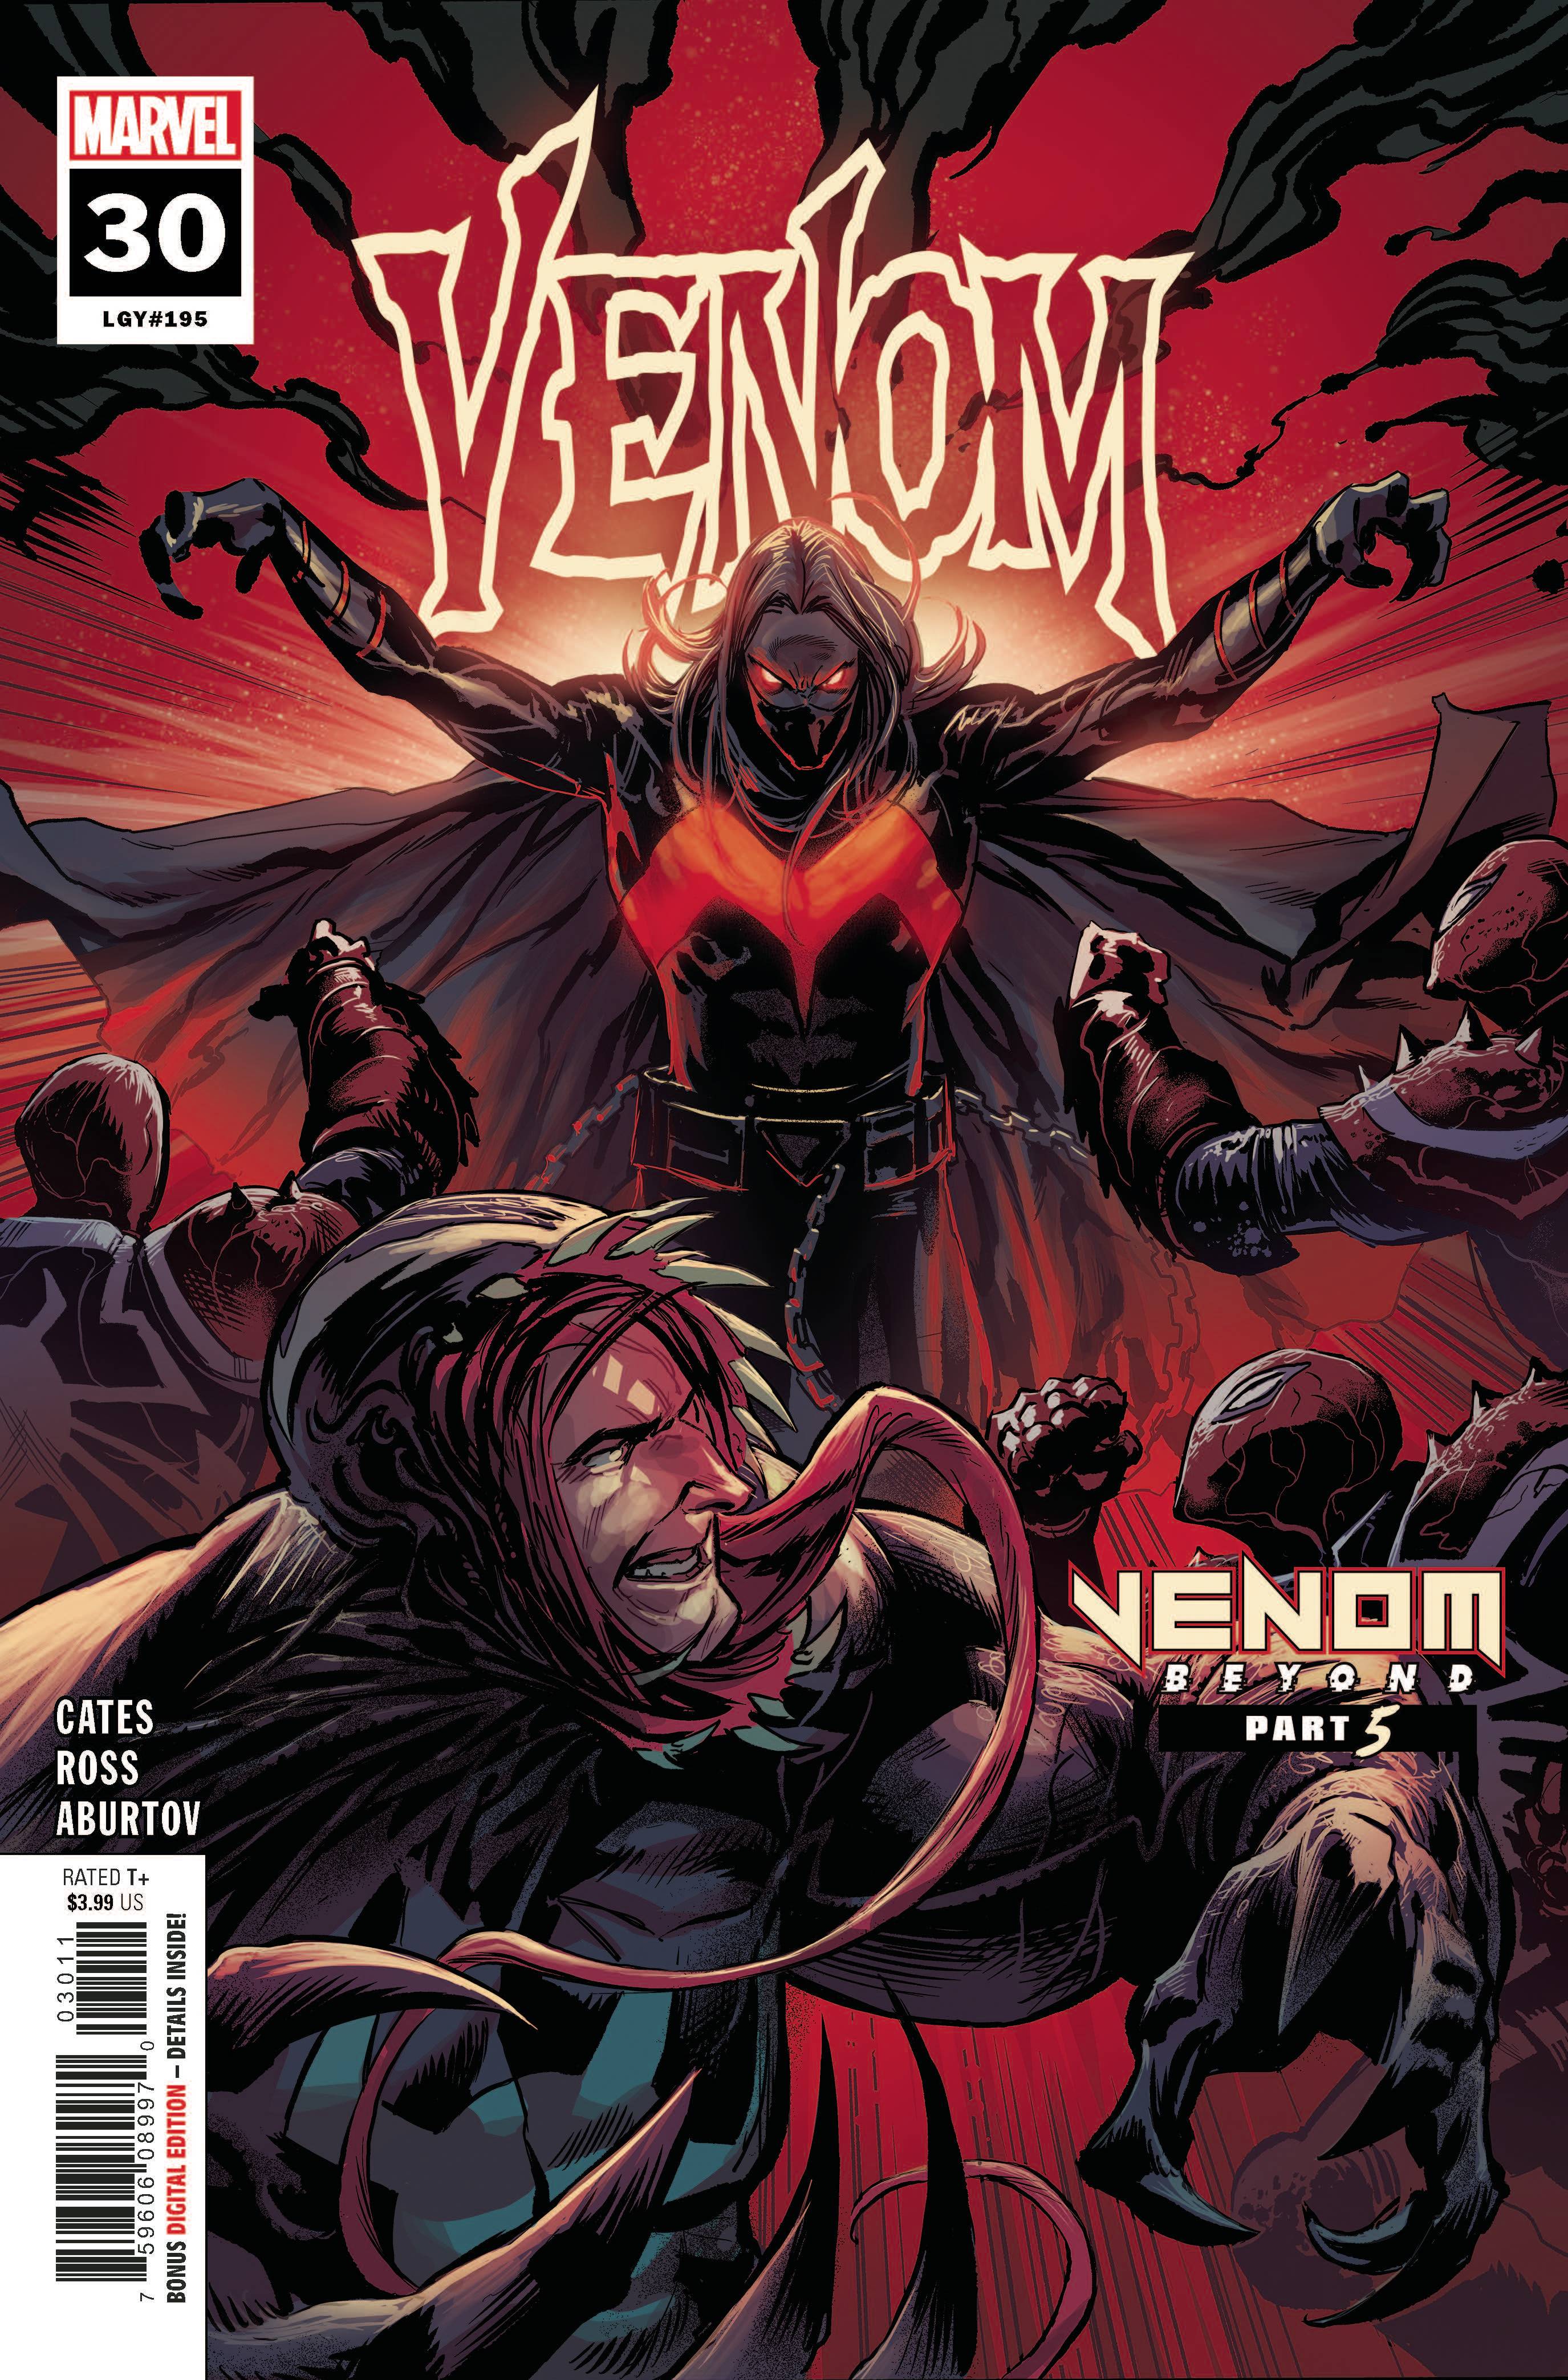 MARVEL
30
LGY#195
VENOM
VENOM
BEYOND
PART 5
CATES
ROSS
ABURTOV
RATED T+
$3.99 US
03011
7 59606 08997 0
BONUS DIGITAL EDITION – DETAILS INSIDE!